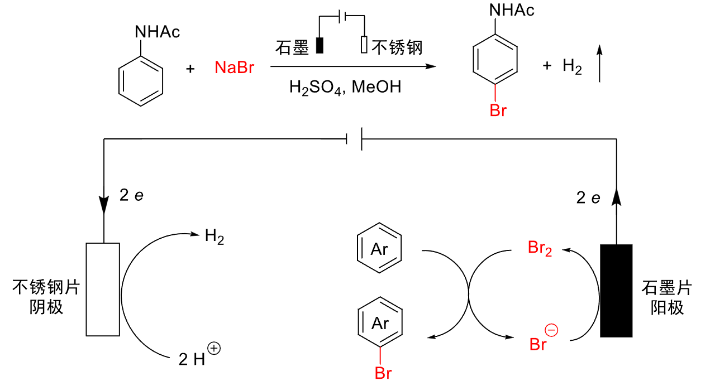 NHAc
+ NaBr
石墨 不锈钢
H₂SO₄, MeOH
NHAc
Br
+ H₂
2 e
2 e
H₂
不锈钢片
阴极
2 H⊕
Ar
Ar
Br
Br₂
Br⊖
石墨片
阳极